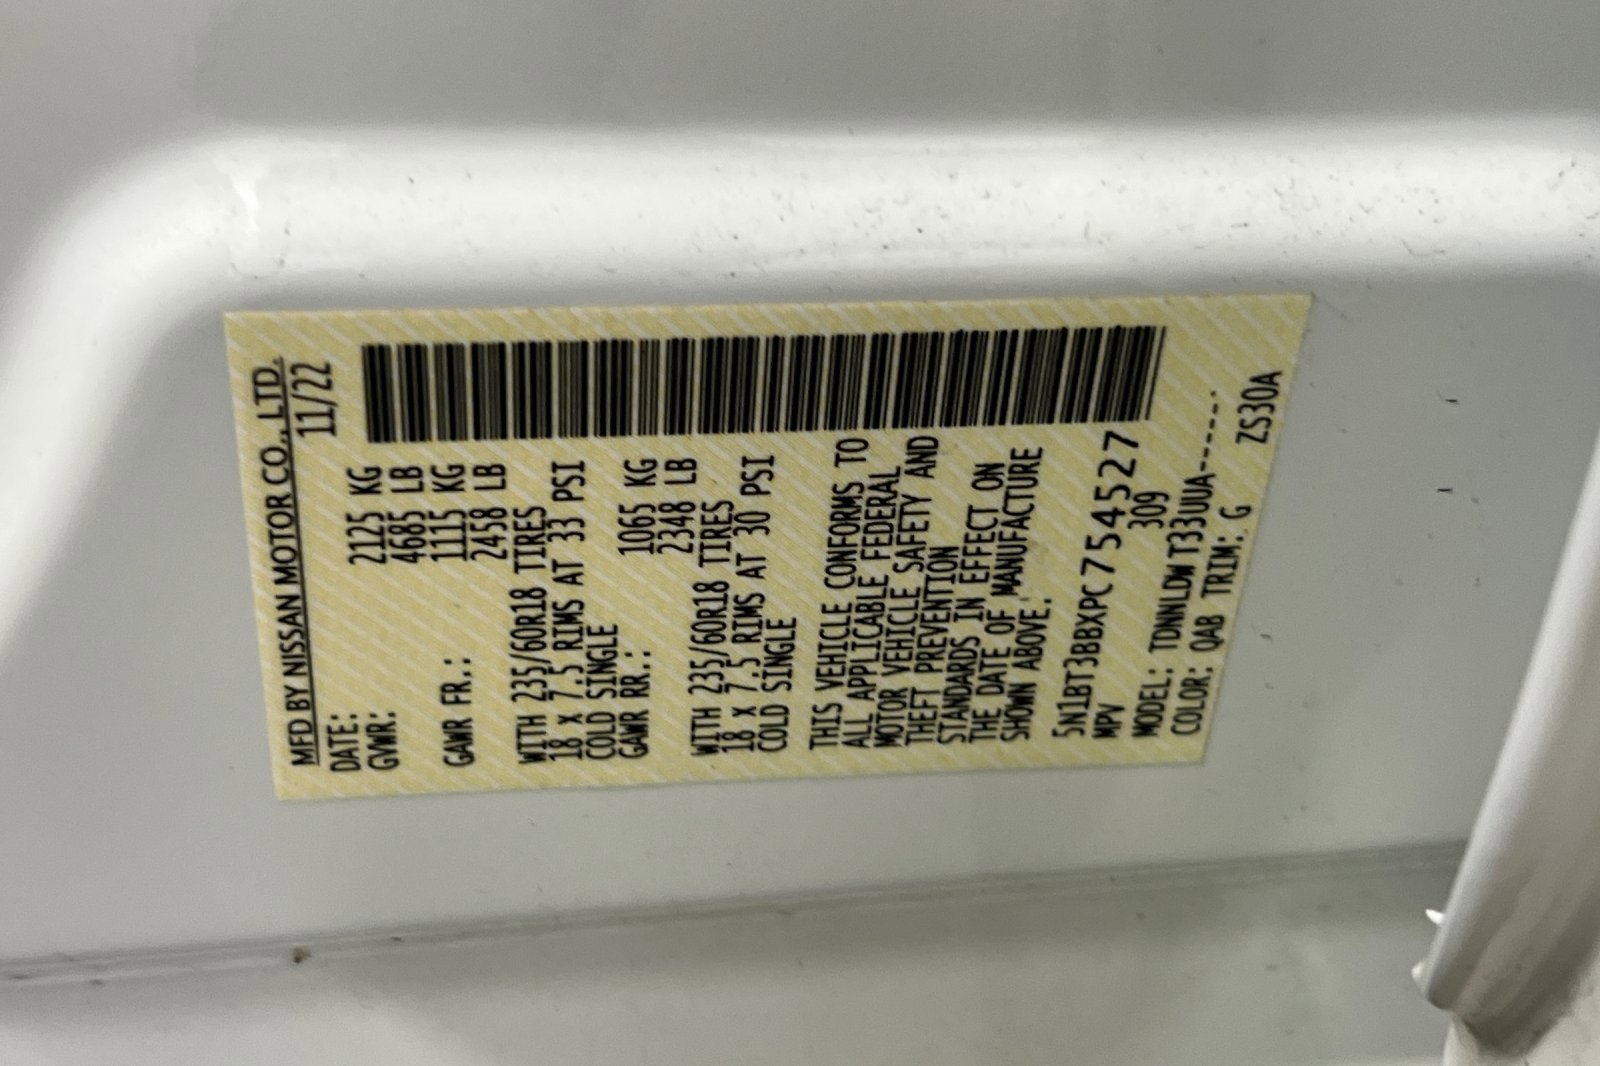 MFD BY NISSAN MOTOR CO., LTD.
DATE: 11/22
GVWR: 2125 KG
4685 LB
GAWR FR.: 1115 KG
2458 LB
WITH 235/60R18 TIRES
18 X 7.5 RIMS AT 33 PSI
COLD SINGLE
GAWR RR.: 1065 KG
2348 LB
WITH 235/60R18 TIRES
18 X 7.5 RIMS AT 30 PSI
COLD SINGLE
THIS VEHICLE CONFORMS TO
ALL APPLICABLE FEDERAL
MOTOR VEHICLE SAFETY AND
THEFT PREVENTION
STANDARDS IN EFFECT ON
THE DATE OF MANUFACTURE
SHOWN ABOVE.
5N1BT3BBXPC754527
MPV 309
MODEL: TDNNLDWT33UUA-----.
COLOR: QAB TRIM: G ZS30A